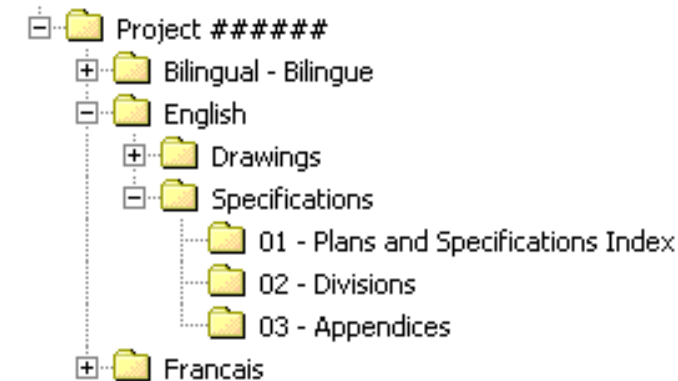 Project ######
Bilingual - Bilingue
English
Drawings
Specifications
01 - Plans and Specifications Index
02 - Divisions
03 - Appendices
Francais